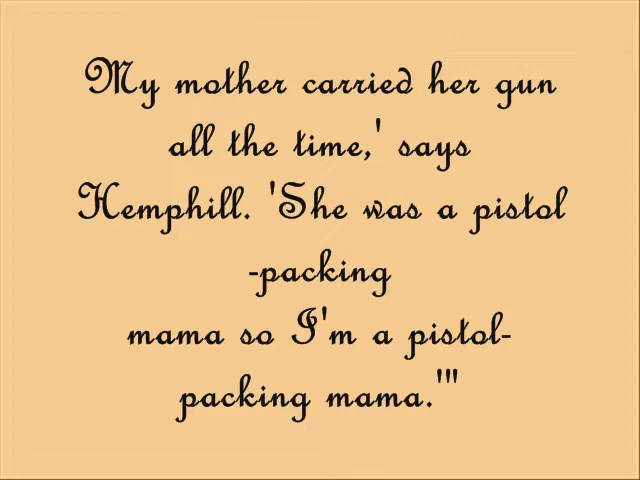 My mother carried her gun
all the time,' says
Hemphill. 'She was a pistol
-packing
mama so I'm a pistol-
packing mama.'"